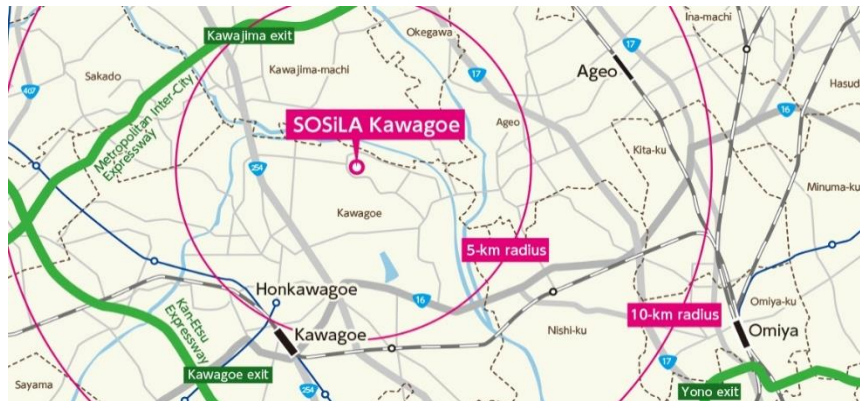 Kawajima exit
Okegawa
Ina-machi
17
17
Sakado
Kawajima-machi
Ageo
407
Hasud
16
Metropolitan Inter-City
Expressway
SOSiLA Kawagoe
Ageo
Kita-ku
254
Minuma-ku
Kawagoe
5-km radius
Honkawagoe
16
Omiya-ku
10-km radius
Kan-Etsu
Expressway
Kawagoe
Nishi-ku
Omiya
17
Kawagoe exit
Sayama
254
Yono exit